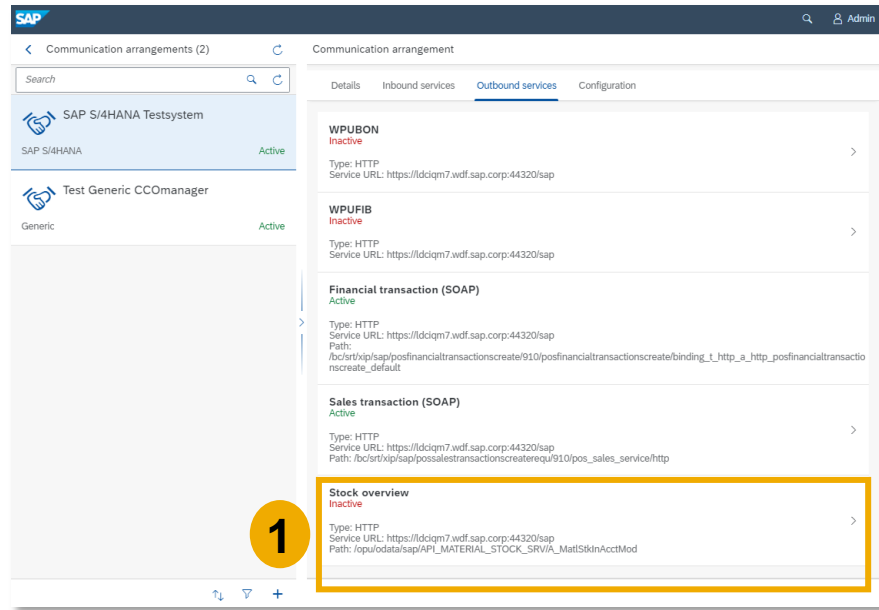 SAP
Admin
Communication arrangements (2)
Search
SAP S/4HANA Testsystem
SAP S/4HANA
Active
Test Generic CCOmanager
Generic
Active
Communication arrangement
Details
Inbound services
Outbound services
Configuration
WPUBON
Inactive
Type: HTTP
Service URL: https://ldciqm7.wdf.sap.corp:44320/sap
WPUFIB
Inactive
Type: HTTP
Service URL: https://ldciqm7.wdf.sap.corp:44320/sap
Financial transaction (SOAP)
Active
Type: HTTP
Service URL: https://ldciqm7.wdf.sap.corp:44320/sap
Path:
/bc/srt/xip/sap/posfinancialtransactionscreate/910/posfinancialtransactionscreate/binding_t_http_a_http_posfinancialtransactio
nscreate_default
Sales transaction (SOAP)
Active
Type: HTTP
Service URL: https://ldciqm7.wdf.sap.corp:44320/sap
Path: /bc/srt/xip/sap/possalestransactionscreaterequ/910/pos_sales_service/http
1
Stock overview
Inactive
Type: HTTP
Service URL: https://ldciqm7.wdf.sap.corp:44320/sap
Path: /opu/odata/sap/API_MATERIAL_STOCK_SRV/A_MatlStkInAcctMod